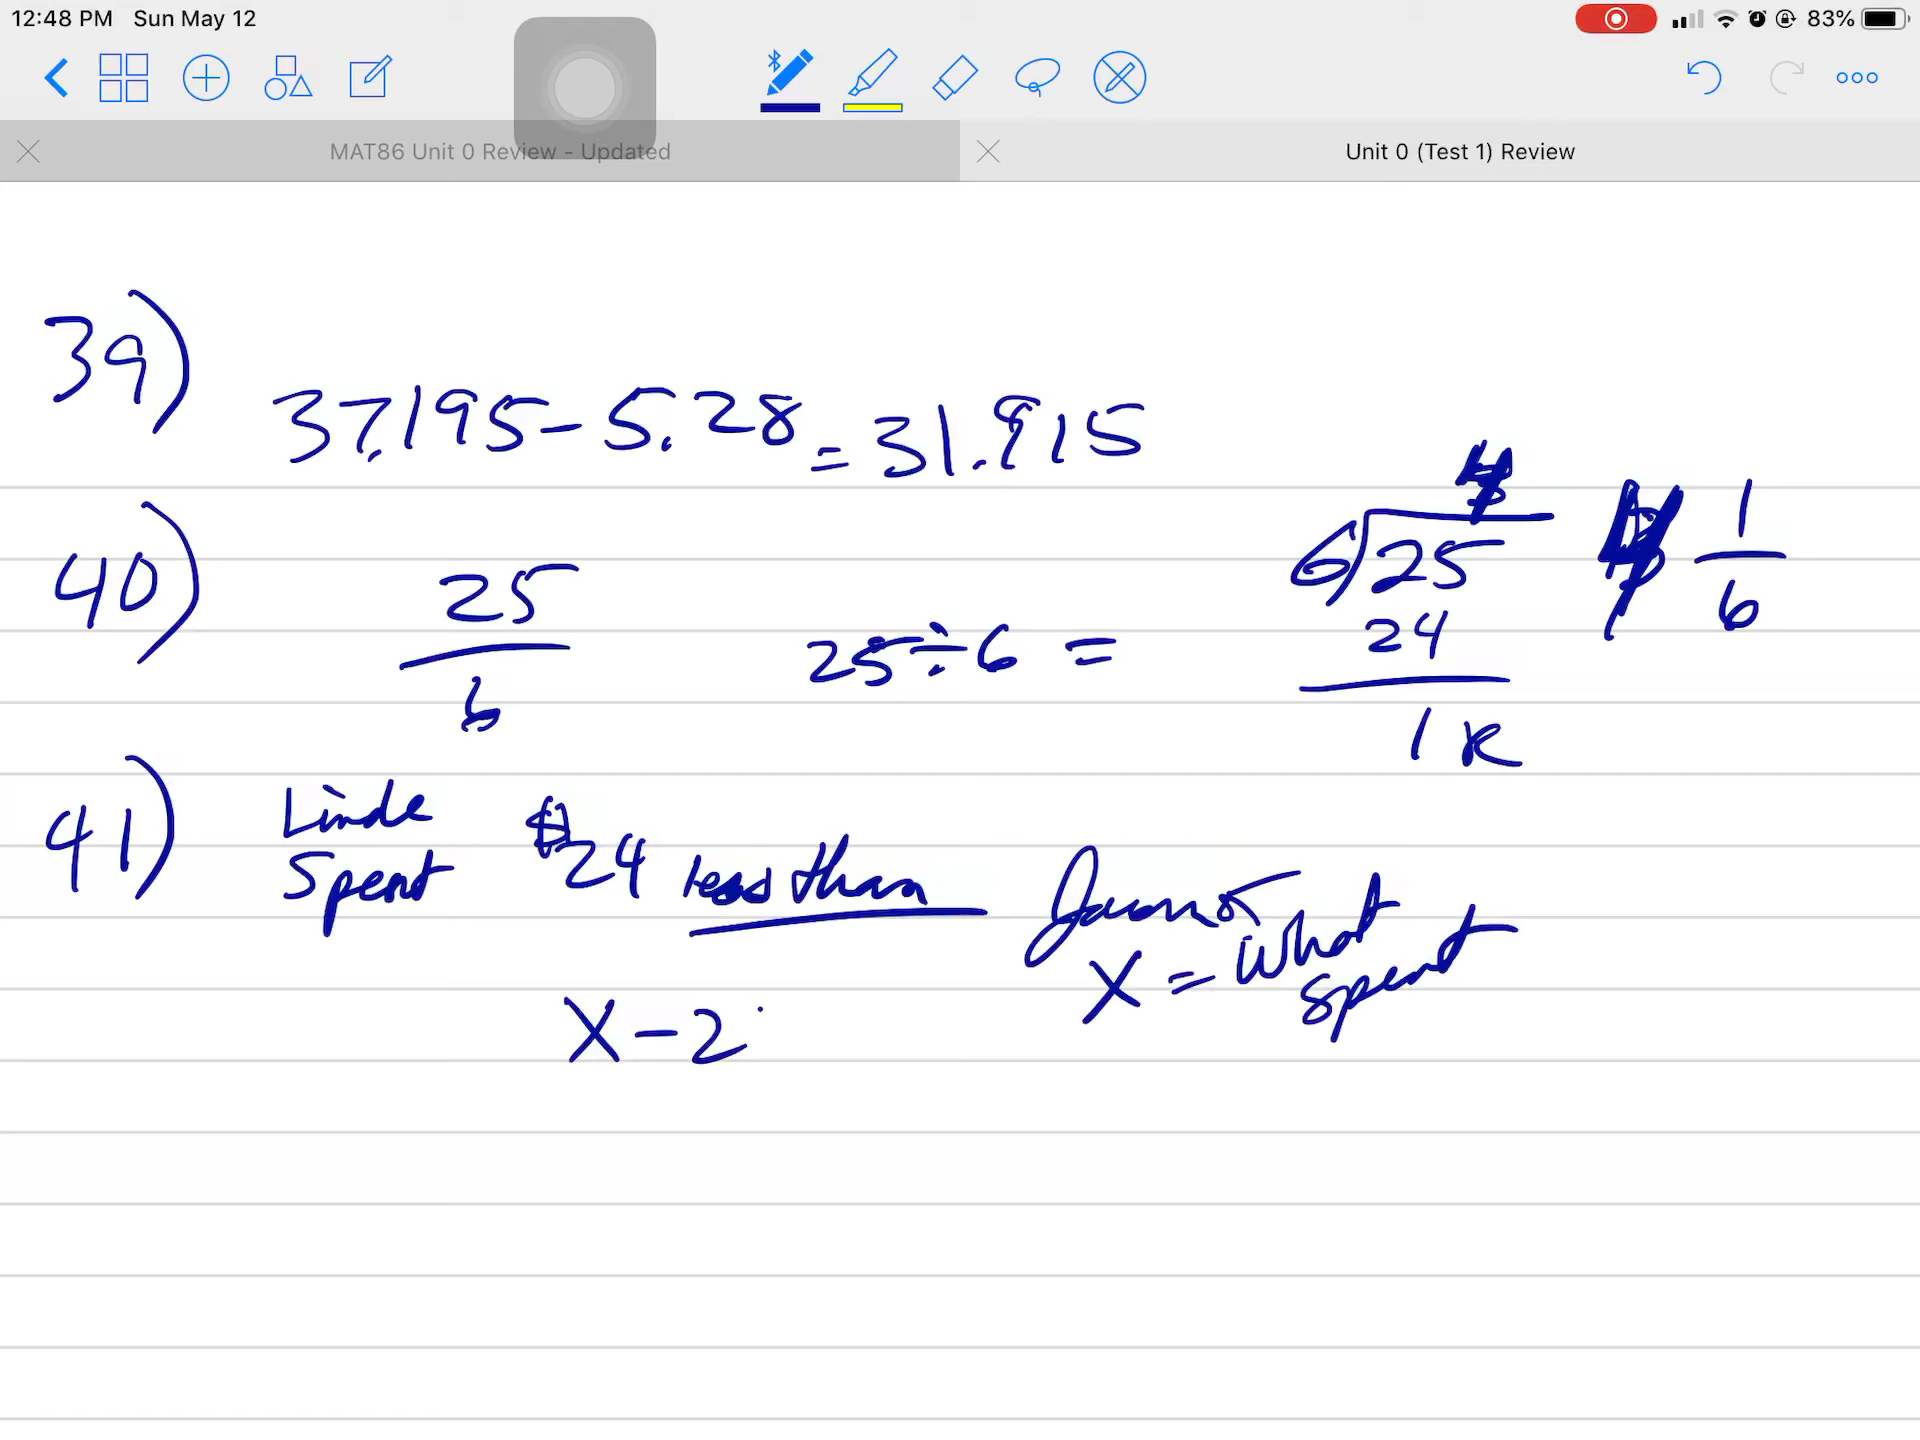 12:48 PM Sun May 12 83%
MAT86 Unit 0 Review - Updated
Unit 0 (Test 1) Review
39)
37.195 - 5.28 = 31.915
40)
25
6
25 ÷ 6 =
6 25
24
1 R
1
6
41) Linda
Spent $24 less than
X = what
spent
X - 2